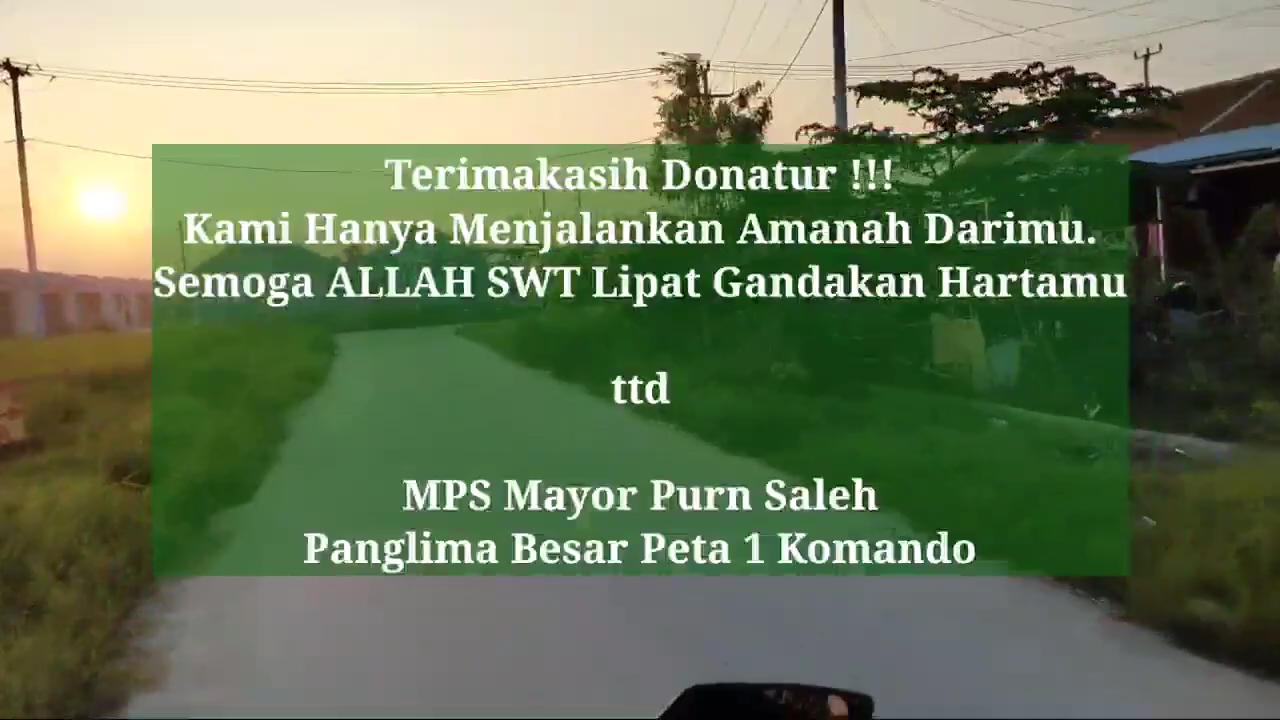 Terimakasih Donatur !!!
Kami Hanya Menjalankan Amanah Darimu.
Semoga ALLAH SWT Lipat Gandakan Hartamu
ttd
MPS Mayor Purn Saleh
Panglima Besar Peta 1 Komando